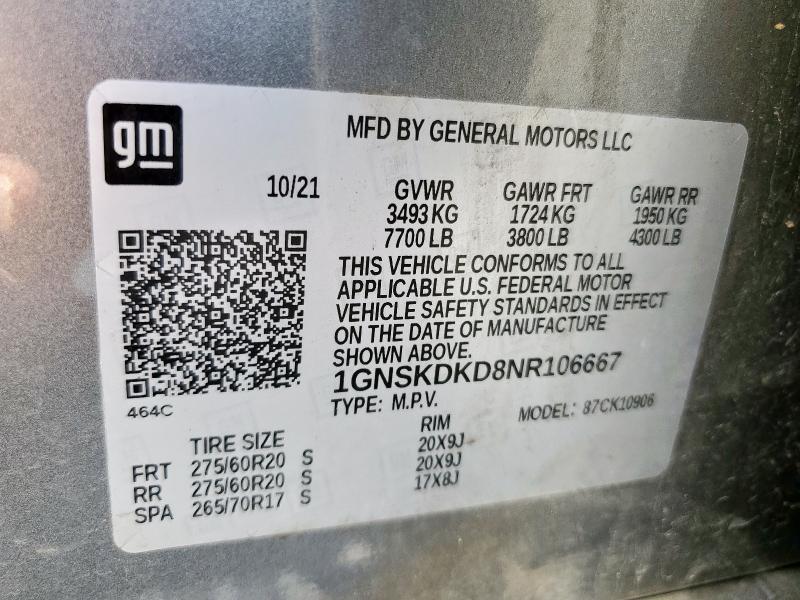 gm
MFD BY GENERAL MOTORS LLC
10/21 GVWR GAWR FRT GAWR RR
3493 KG 1724 KG 1950 KG
7700 LB 3800 LB 4300 LB
THIS VEHICLE CONFORMS TO ALL
APPLICABLE U.S. FEDERAL MOTOR
VEHICLE SAFETY STANDARDS IN EFFECT
ON THE DATE OF MANUFACTURE
SHOWN ABOVE.
1GNSKDKD8NR106667
464C
TYPE: M.P.V. MODEL: 87CK10906
TIRE SIZE RIM
FRT 275/60R20 S 20X9J
RR 275/60R20 S 20X9J
SPA 265/70R17 S 17X8J